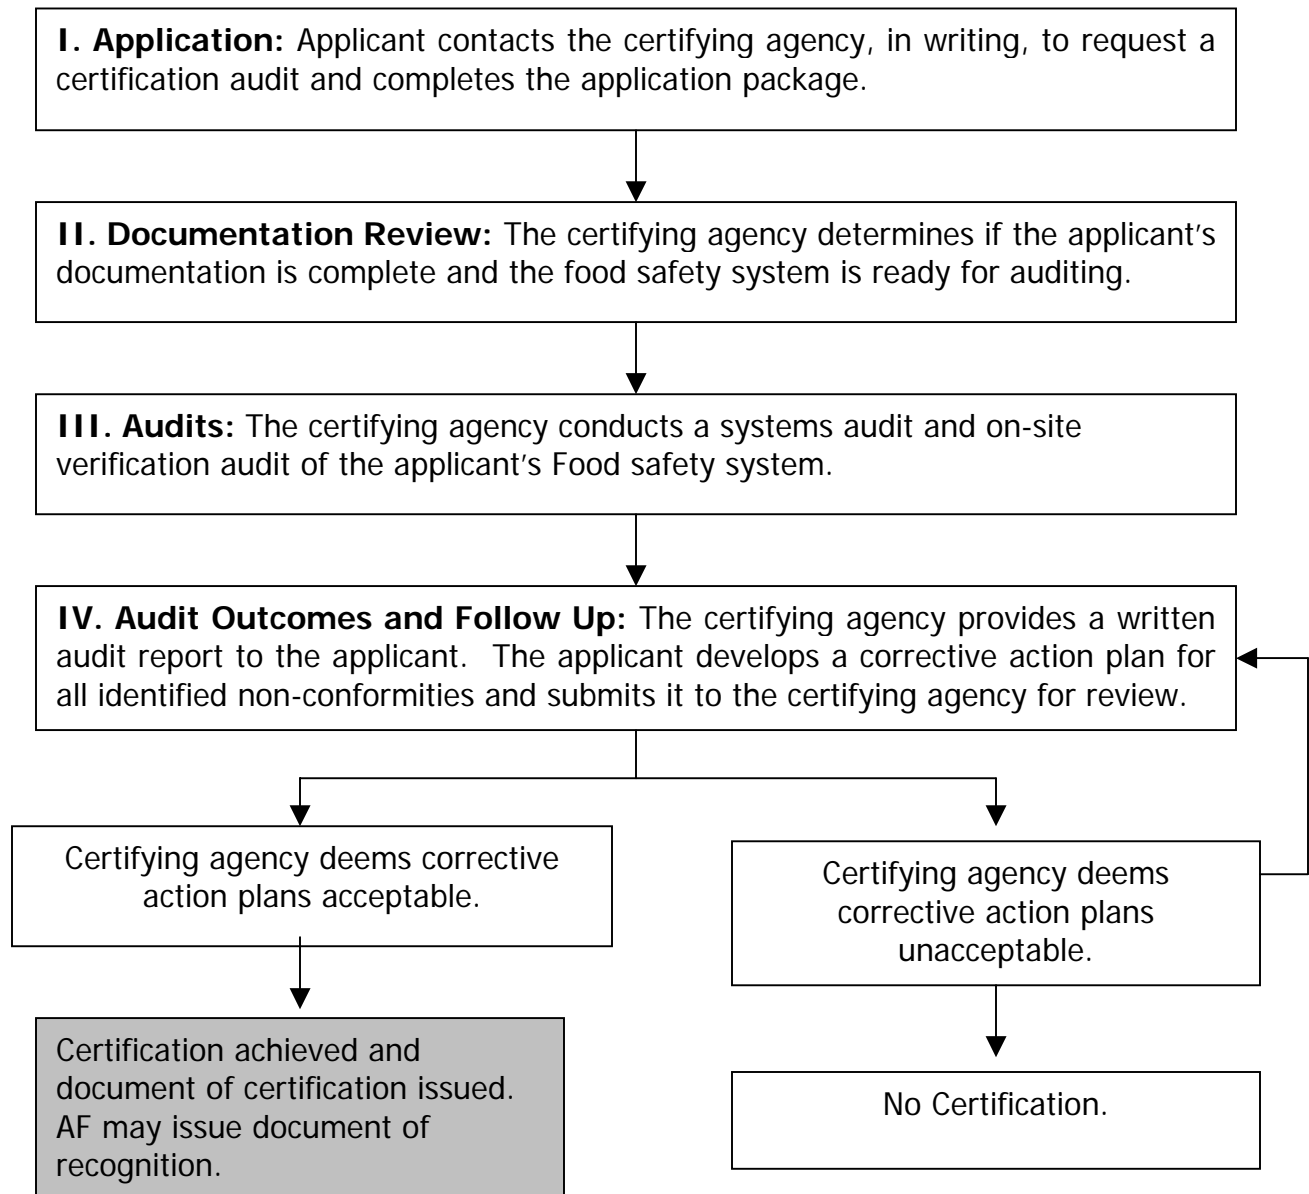 I. Application: Applicant contacts the certifying agency, in writing, to request a
certification audit and completes the application package.
II. Documentation Review: The certifying agency determines if the applicant's
documentation is complete and the food safety system is ready for auditing.
III. Audits: The certifying agency conducts a systems audit and on-site
verification audit of the applicant's Food safety system.
IV. Audit Outcomes and Follow Up: The certifying agency provides a written
audit report to the applicant. The applicant develops a corrective action plan for
all identified non-conformities and submits it to the certifying agency for review.
Certifying agency deems corrective
action plans acceptable.
Certifying agency deems
corrective action plans
unacceptable.
Certification achieved and
document of certification issued.
AF may issue document of
recognition.
No Certification.